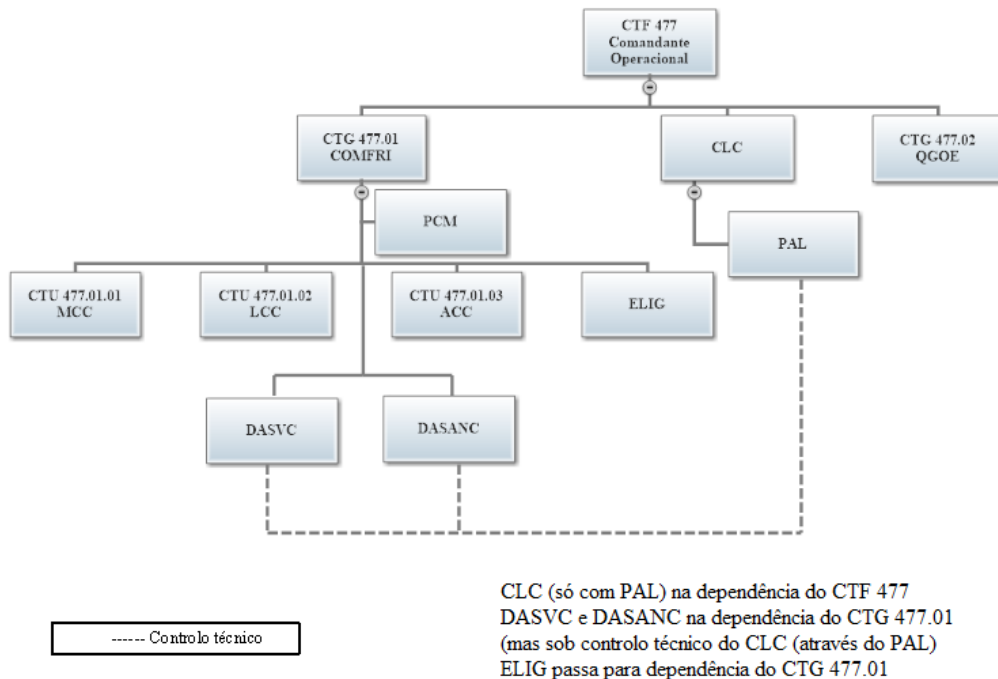 CTF 477
Comandante
Operacional
CTG 477.01
COMFRI
CLC
CTG 477.02
QGOE
PCM
PAL
CTU 477.01.01
MCC
CTU 477.01.02
LCC
CTU 477.01.03
ACC
ELIG
DASVC
DASANC
------ Controlo técnico
CLC (só com PAL) na dependência do CTF 477
DASVC e DASANC na dependência do CTG 477.01
(mas sob controlo técnico do CLC (através do PAL)
ELIG passa para dependência do CTG 477.01